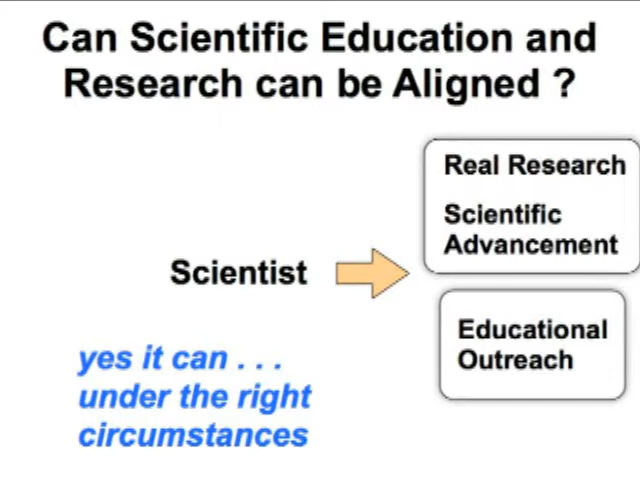 Can Scientific Education and
Research can be Aligned ?
Real Research
Scientific
Advancement
Scientist
Educational
Outreach
yes it can . . .
under the right
circumstances